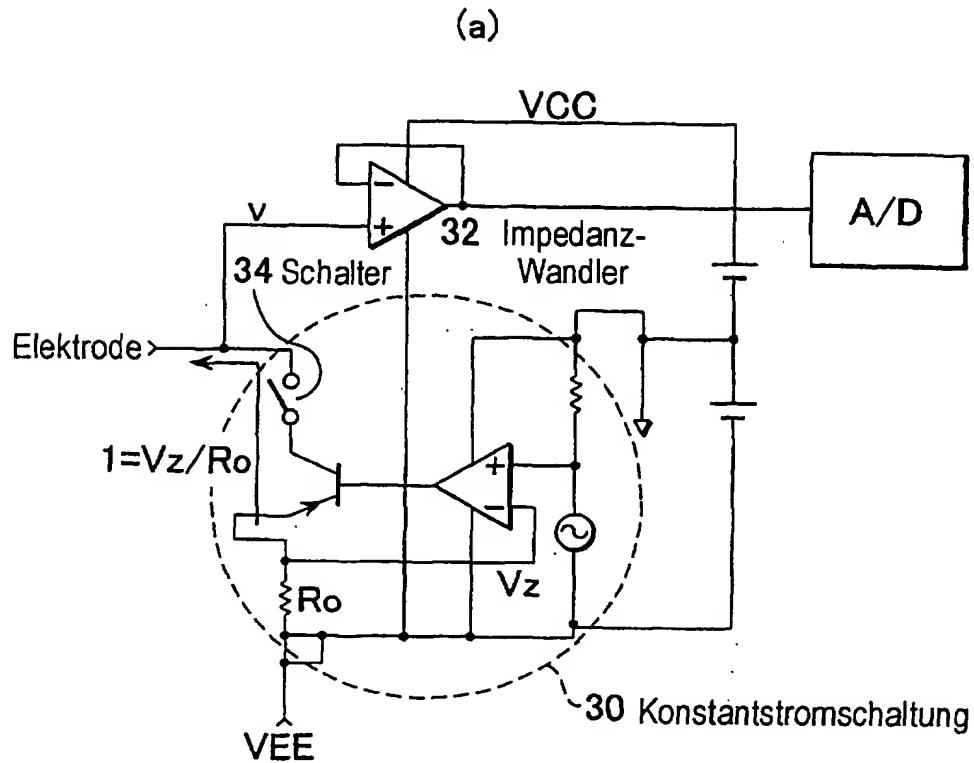 (a)
VCC
A/D
v
- 
+
32 Impedanz-
Wandler
34 Schalter
Elektrode
1=Vz/Ro
+
-
Vz
Ro
30 Konstantstromschaltung
VEE